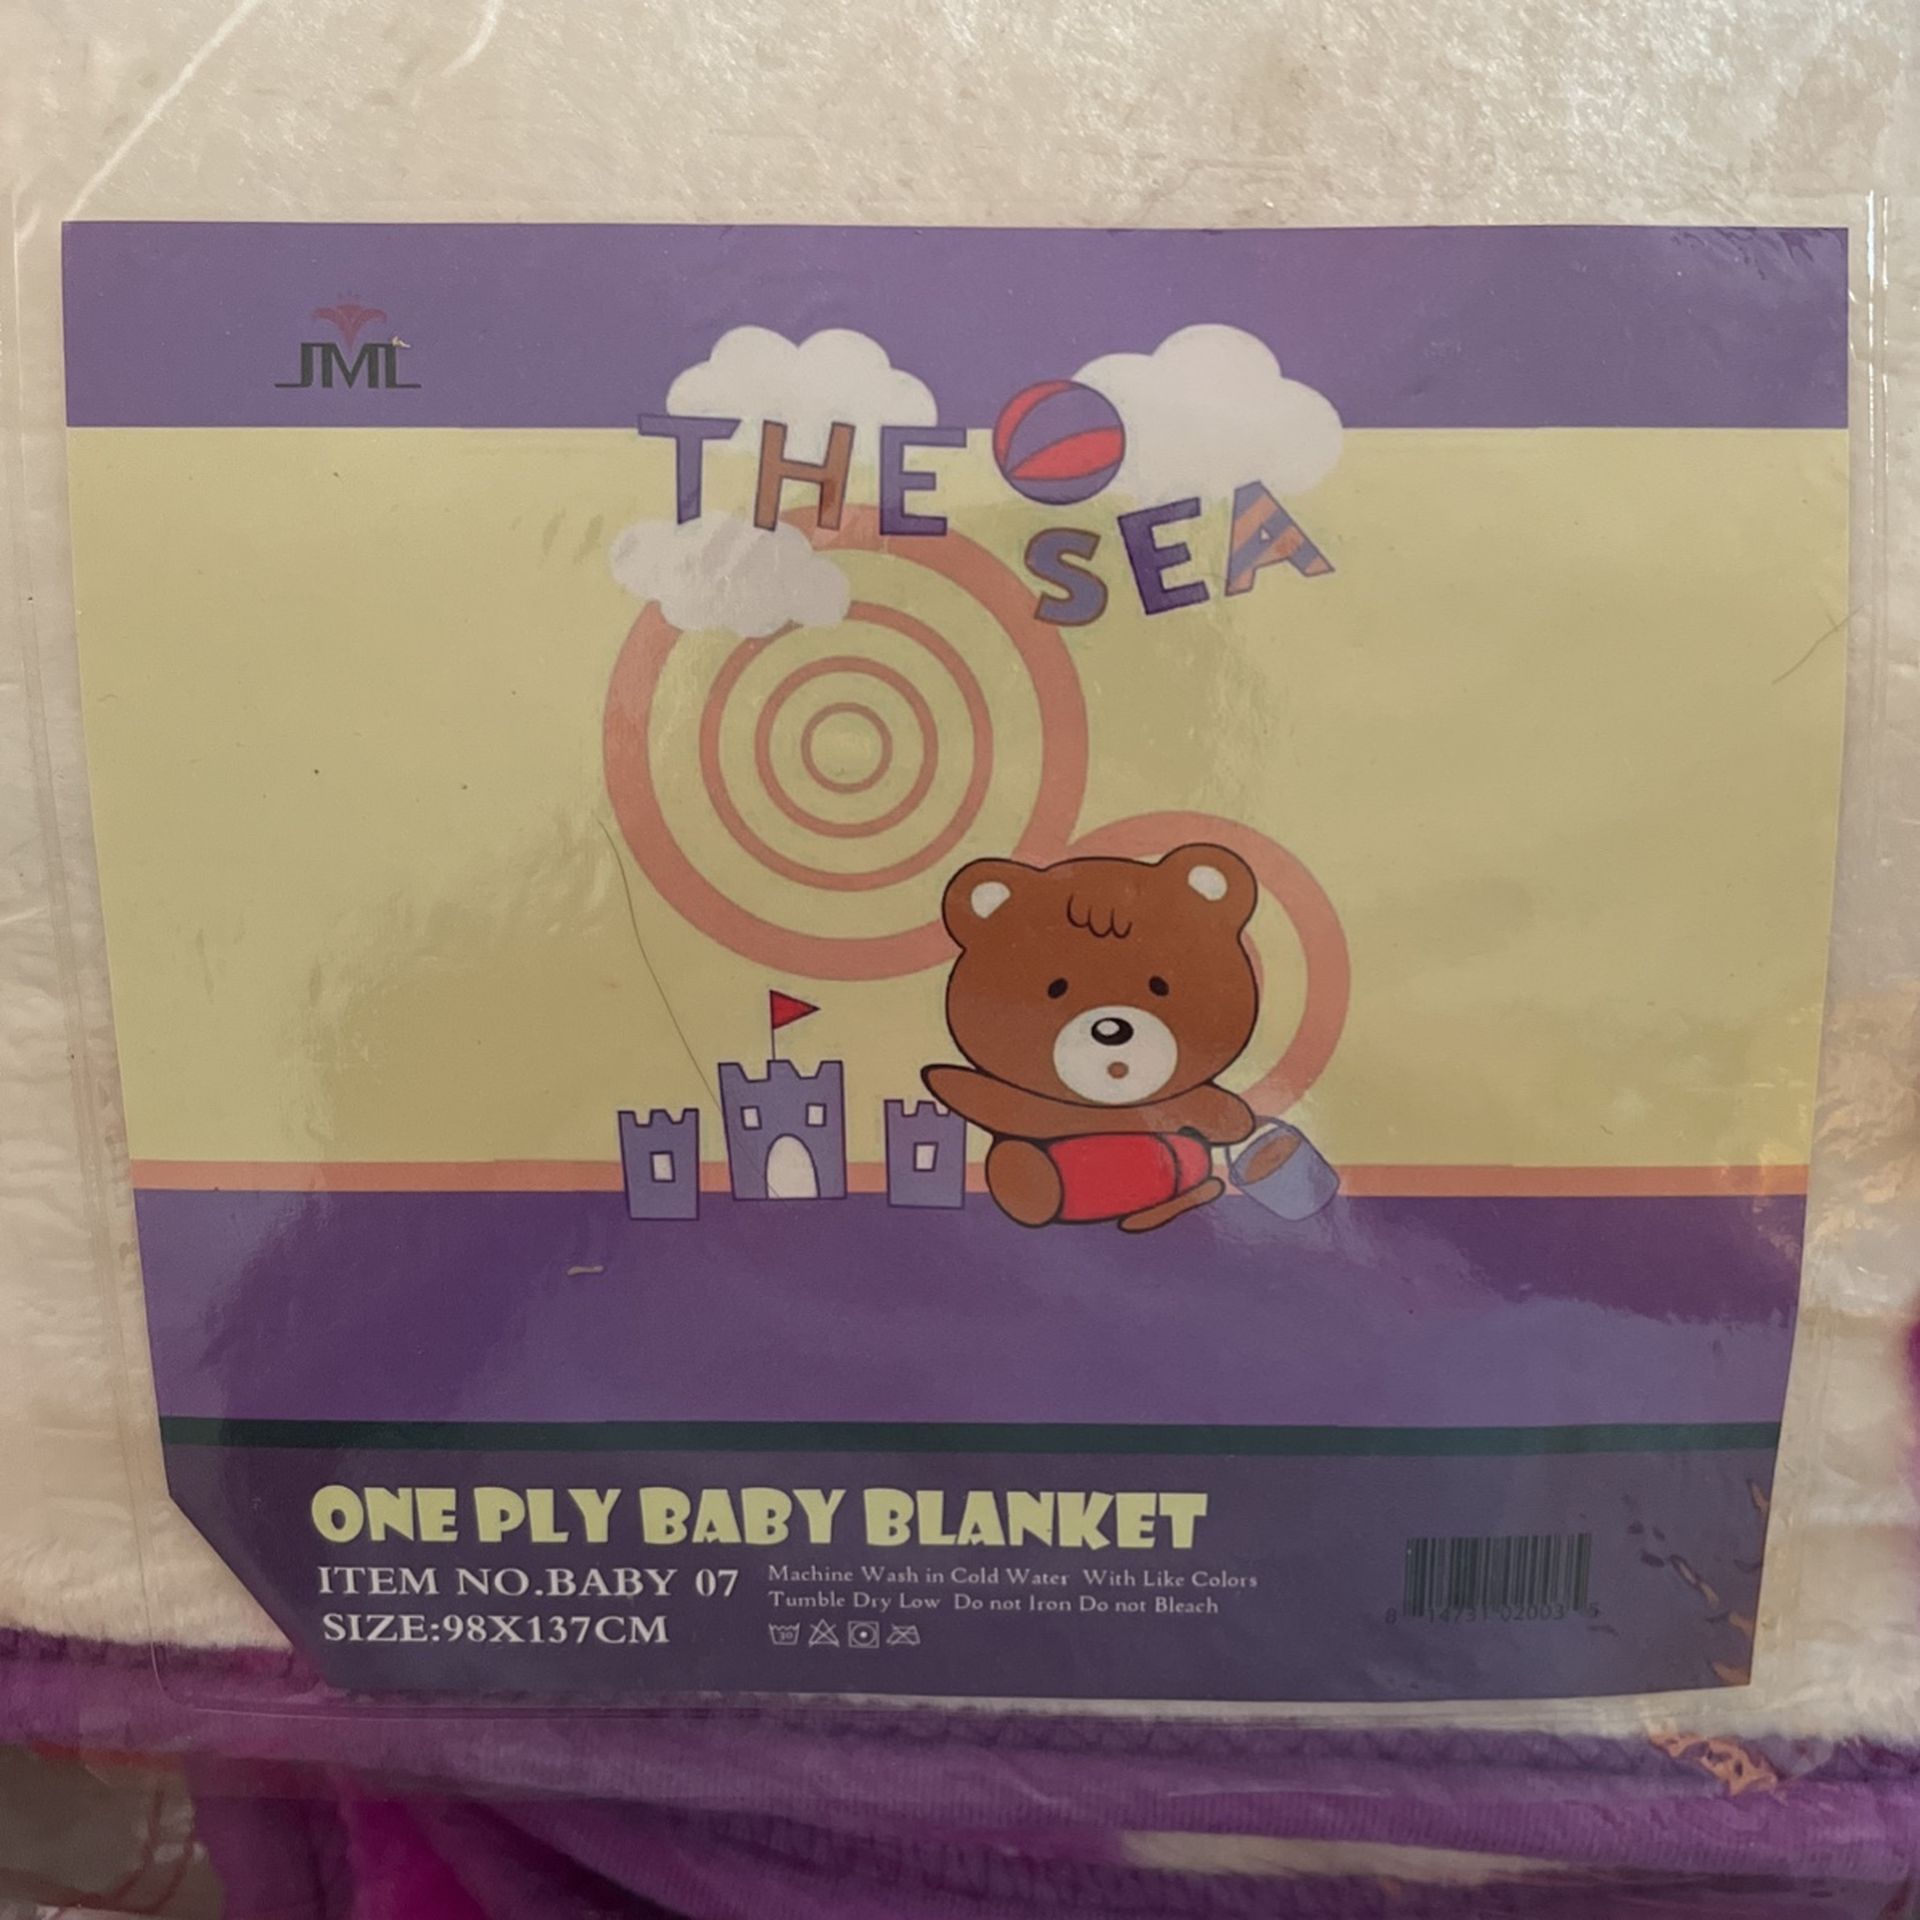 JML
THE
SEA
ONE PLY BABY BLANKET
ITEM NO.BABY 07
SIZE:98X137CM
Machine Wash in Cold Water With Like Colors
Tumble Dry Low Do not Iron Do not Bleach
30